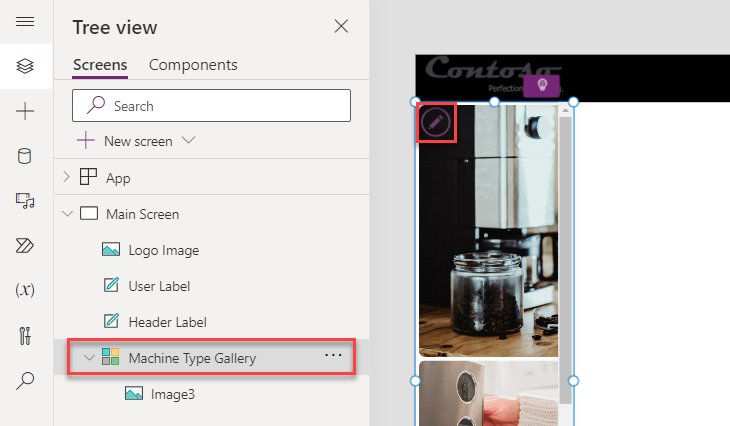 Tree view
Screens
Components
Search
New screen
App
Main Screen
Logo Image
User Label
Header Label
(x)
Machine Type Gallery
...
Image3
Contoso